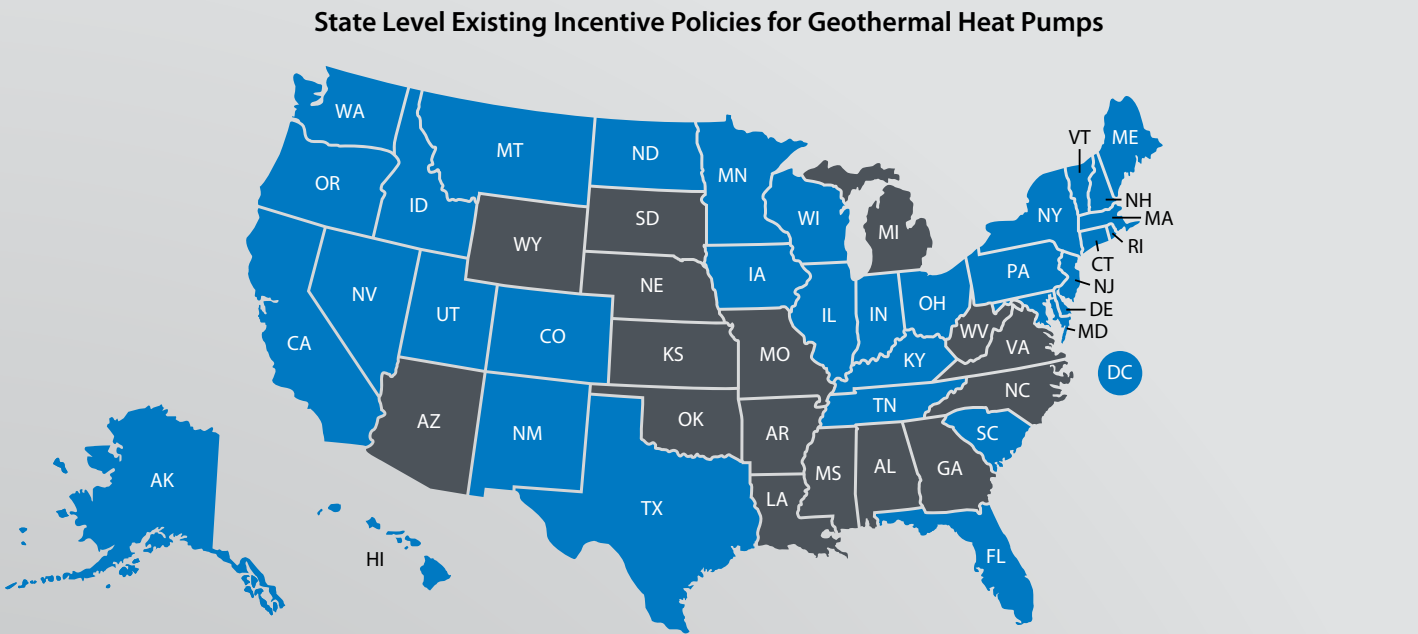 State Level Existing Incentive Policies for Geothermal Heat Pumps
WA
MT
ND
MN
VT
ME
OR
ID
WY
SD
WI
MI
NY
NH
MA
RI
CT
NV
UT
CO
NE
IA
IL
IN
OH
PA
NJ
DE
MD
CA
KS
MO
KY
WV
VA
DC
AZ
NM
OK
AR
TN
NC
SC
AK
TX
LA
MS
AL
GA
HI
FL